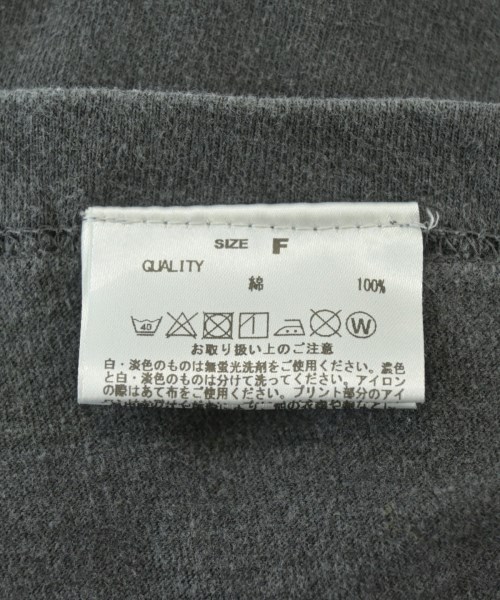 SIZE F
QUALITY
綿 100%
40 W
お取り扱い上のご注意
白・淡色のものは無蛍光洗剤をご使用ください。濃色
と白・淡色のものは分けて洗ってください。アイロン
の際はあて布をご使用ください。プリント部分のアイ